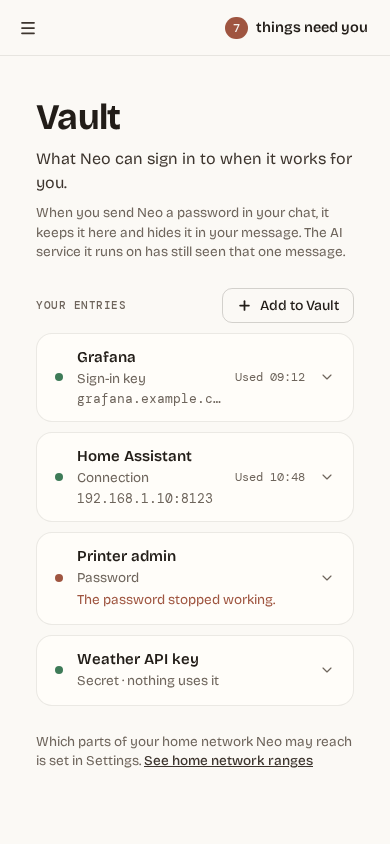 7 things need you
Vault
What Neo can sign in to when it works for
you.
When you send Neo a password in your chat, it
keeps it here and hides it in your message. The AI
service it runs on has still seen that one message.
YOUR ENTRIES
+ Add to Vault
Grafana
Sign-in key
Used 09:12
grafana.example.c…
Home Assistant
Connection
Used 10:48
192.168.1.10:8123
Printer admin
Password
The password stopped working.
Weather API key
Secret · nothing uses it
Which parts of your home network Neo may reach
is set in Settings. See home network ranges